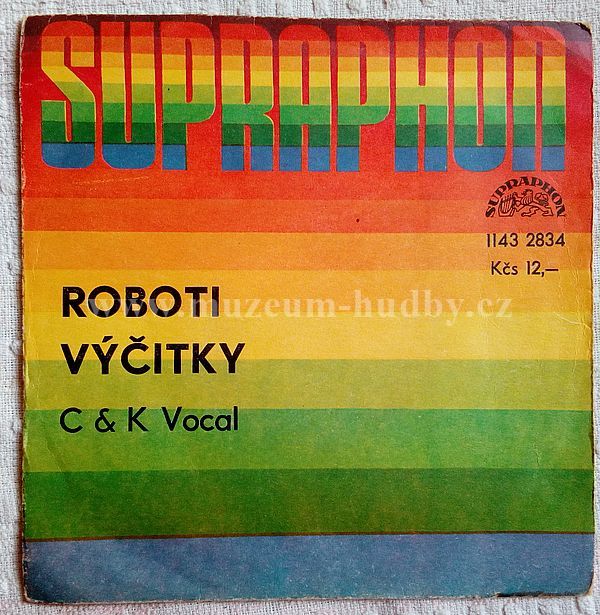 SUPRAPHON
SUPRAPHON
1143 2834
Kčs 12,—
ROBOTI
www.muzeum-hudby.cz
VÝČITKY
C & K Vocal